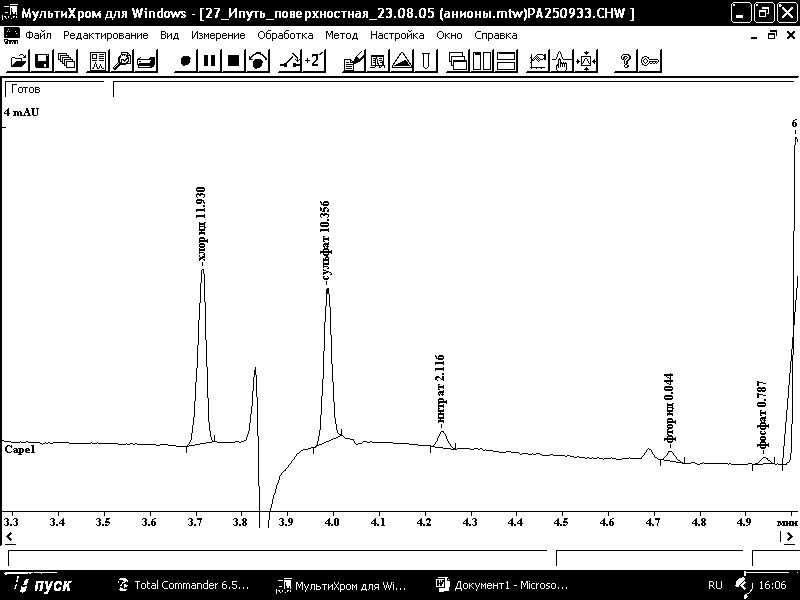 МультиХром для Windows - [27_Ипуть_поверхностная_23.08.05 (анионы.mtw)PA250933.CHW ]
Файл Редактирование Вид Измерение Обработка Метод Настройка Окно Справка
Готов
4 mAU
6
хлорид 11.930
сульфат 10.356
нитрат 2.116
фторид 0.044
фосфат 0.787
Cape1
3.3 3.4 3.5 3.6 3.7 3.8 3.9 4.0 4.1 4.2 4.3 4.4 4.5 4.6 4.7 4.8 4.9 мин
пуск Total Commander 6.5... МультиХром для Wi... Документ1 - Microso... RU 16:06